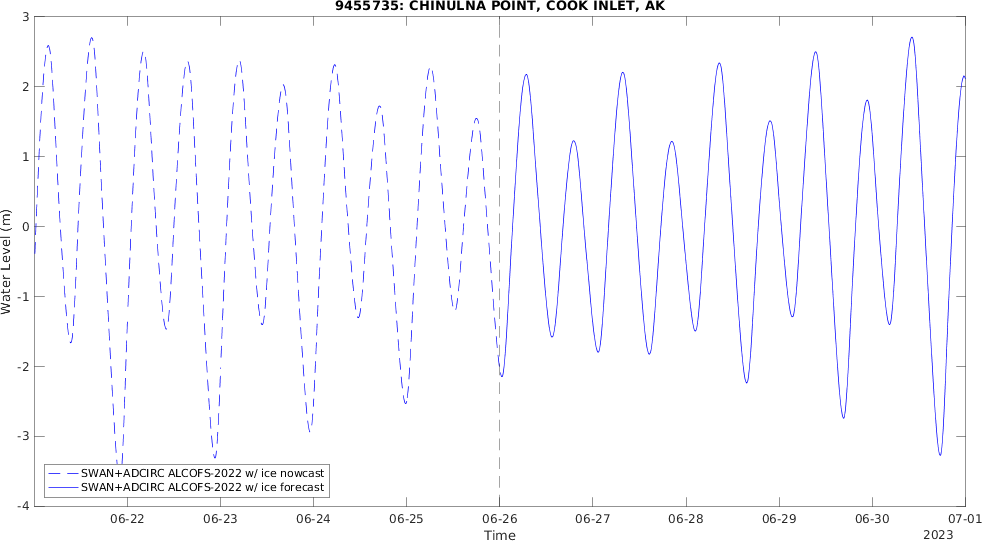 9455735: CHINULNA POINT, COOK INLET, AK
3
2
1
0
-1
-2
-3
-4
Water Level (m)
SWAN+ADCIRC ALCOFS-2022 w/ ice nowcast
SWAN+ADCIRC ALCOFS-2022 w/ ice forecast
06-22 06-23 06-24 06-25 06-26 06-27 06-28 06-29 06-30 07-01
Time
2023